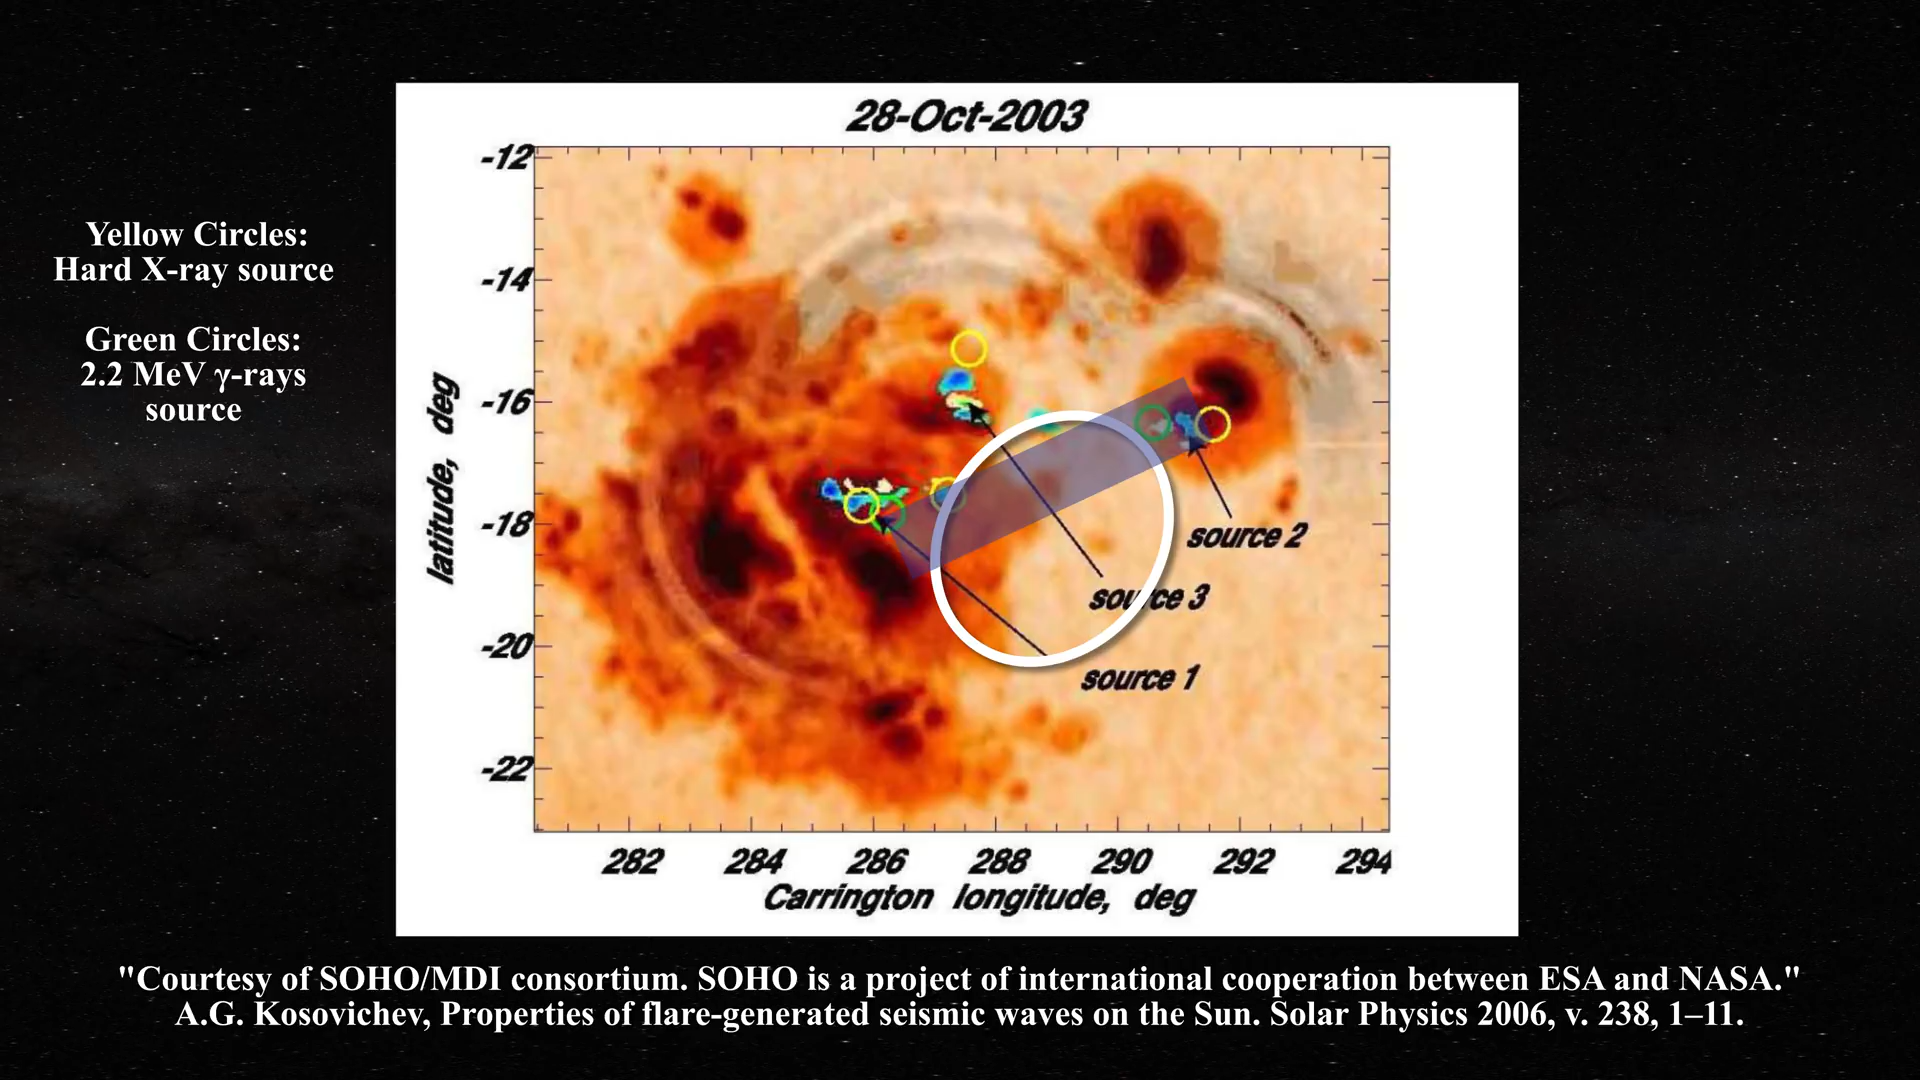 28-Oct-2003
Yellow Circles:
Hard X-ray source
Green Circles:
2.2 MeV γ-rays
source
latitude, deg
-12
-14
-16
-18
-20
-22
source 2
source 3
source 1
282 284 286 288 290 292 294
Carrington longitude, deg
"Courtesy of SOHO/MDI consortium. SOHO is a project of international cooperation between ESA and NASA."
A.G. Kosovichev, Properties of flare-generated seismic waves on the Sun. Solar Physics 2006, v. 238, 1–11.